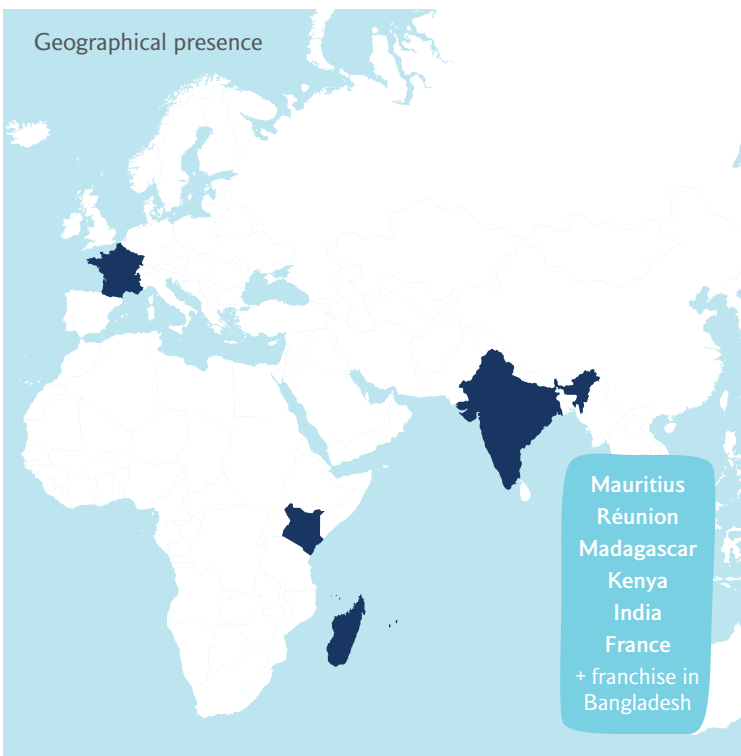 Geographical presence
Mauritius
Réunion
Madagascar
Kenya
India
France
+ franchise in
Bangladesh